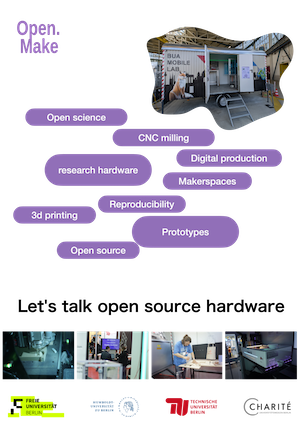 Open.
Make
BUA
MOBILE
LAB
Open science
CNC milling
Digital production
research hardware
Makerspaces
Reproducibility
3d printing
Prototypes
Open source
Let's talk open source hardware
FREIE
UNIVERSITÄT
BERLIN
HUMBOLDT-
UNIVERSITÄT
ZU BERLIN
TECHNISCHE
UNIVERSITÄT
BERLIN
CHARITÉ